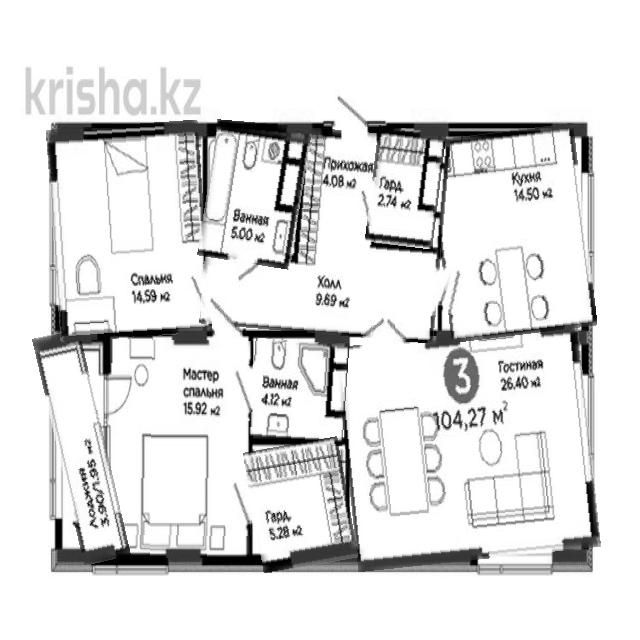 krisha.kz
Прихожая
4.08 м2
Гард.
2.74 м2
Кухня
14.50 м2
Ванная
5.00 м2
Спальня
14.59 м2
Холл
9.69 м2
Мастер
спальня
15.92 м2
Ванная
4.12 м2
3
Гостиная
26.40 м2
104,27 м2
Лоджия
3.90/1.95 м2
Гард.
5.28 м2